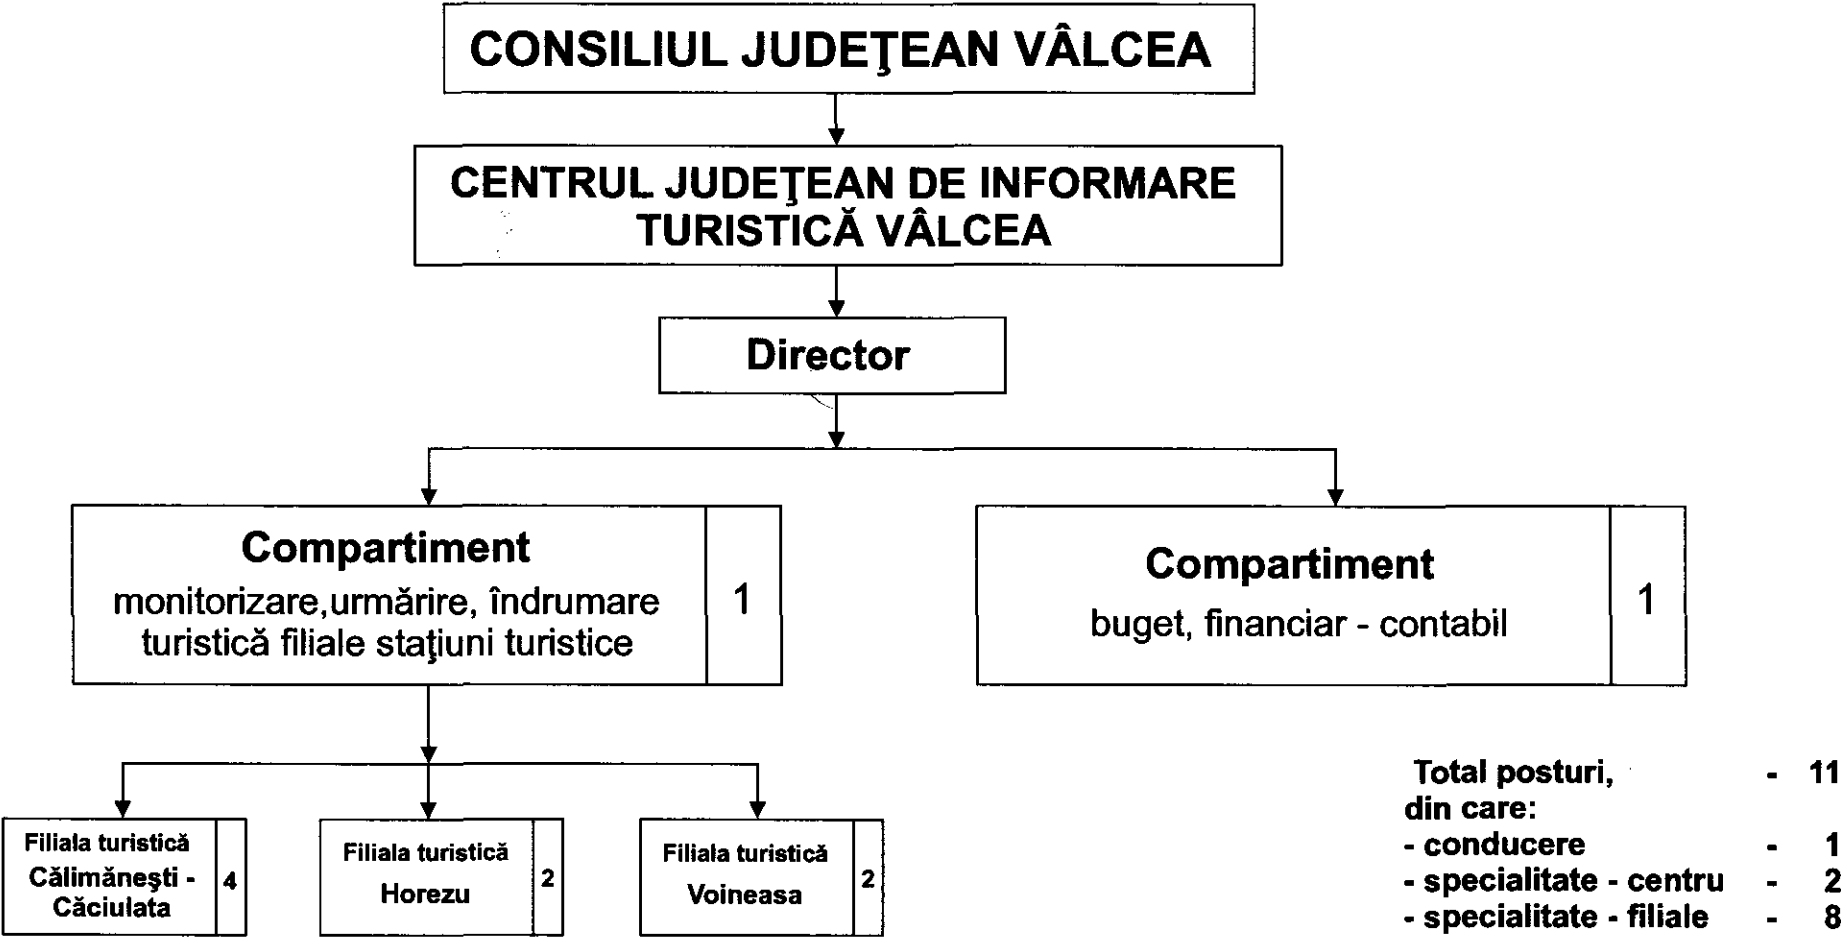 CONSILIUL JUDEŢEAN VÂLCEA
CENTRUL JUDEŢEAN DE INFORMARE
TURISTICĂ VÂLCEA
Director
Compartiment
monitorizare,urmărire, îndrumare
turistică filiale staţiuni turistice
1
Compartiment
buget, financiar - contabil
1
Filiala turistică
Călimăneşti -
Căciulata
4
Filiala turistică
Horezu
2
Filiala turistică
Voineasa
2
Total posturi, - 11
din care:
- conducere - 1
- specialitate - centru - 2
- specialitate - filiale - 8